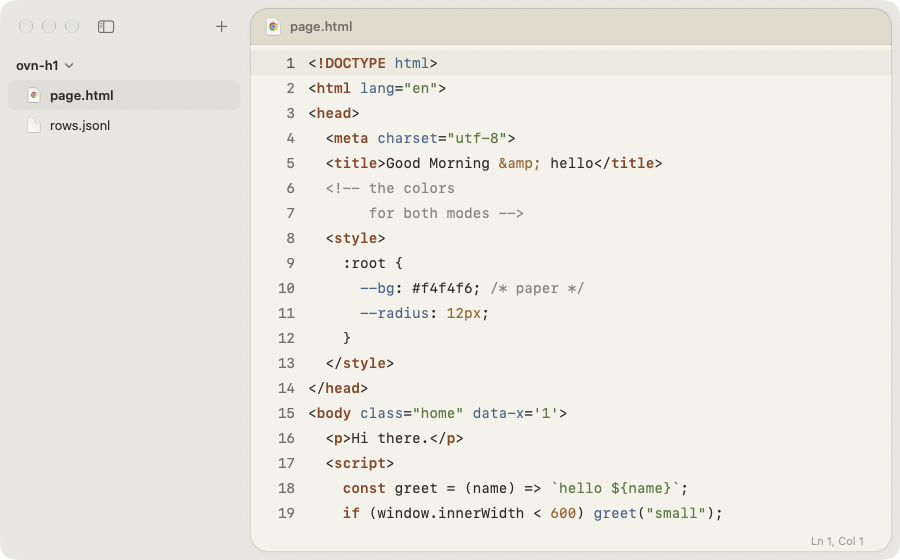 page.html
ovn-h1
page.html
rows.jsonl
1 <!DOCTYPE html>
2 <html lang="en">
3 <head>
4   <meta charset="utf-8">
5   <title>Good Morning &amp; hello</title>
6   <!-- the colors
7        for both modes -->
8   <style>
9     :root {
10       --bg: #f4f4f6; /* paper */
11       --radius: 12px;
12     }
13   </style>
14 </head>
15 <body class="home" data-x='1'>
16   <p>Hi there.</p>
17   <script>
18     const greet = (name) => `hello ${name}`;
19     if (window.innerWidth < 600) greet("small");
Ln 1, Col 1